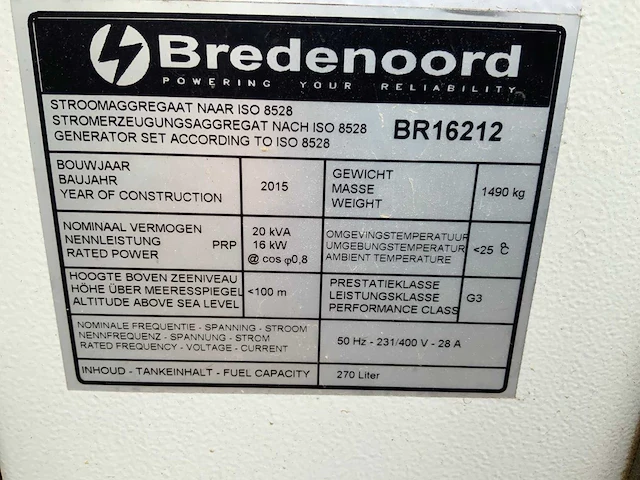 Bredenoord
POWERING YOUR RELIABILITY
STROOMAGGREGAAT NAAR ISO 8528
STROMERZEUGUNGSAGGREGAT NACH ISO 8528
GENERATOR SET ACCORDING TO ISO 8528
BR16212
BOUWJAAR
BAUJAHR
YEAR OF CONSTRUCTION
2015
GEWICHT
MASSE
WEIGHT
1490 kg
NOMINAAL VERMOGEN
NENNLEISTUNG
RATED POWER
PRP
20 kVA
16 kW
@ cos φ0,8
OMGEVINGSTEMPERATUUR
UMGEBUNGSTEMPERATUR
AMBIENT TEMPERATURE
<25 °C
HOOGTE BOVEN ZEENIVEAU
HÖHE ÜBER MEERESSPIEGEL
ALTITUDE ABOVE SEA LEVEL
<100 m
PRESTATIEKLASSE
LEISTUNGSKLASSE
PERFORMANCE CLASS
G3
NOMINALE FREQUENTIE - SPANNING - STROOM
NENNFREQUENZ - SPANNUNG - STROM
RATED FREQUENCY - VOLTAGE - CURRENT
50 Hz - 231/400 V - 28 A
INHOUD - TANKEINHALT - FUEL CAPACITY
270 Liter